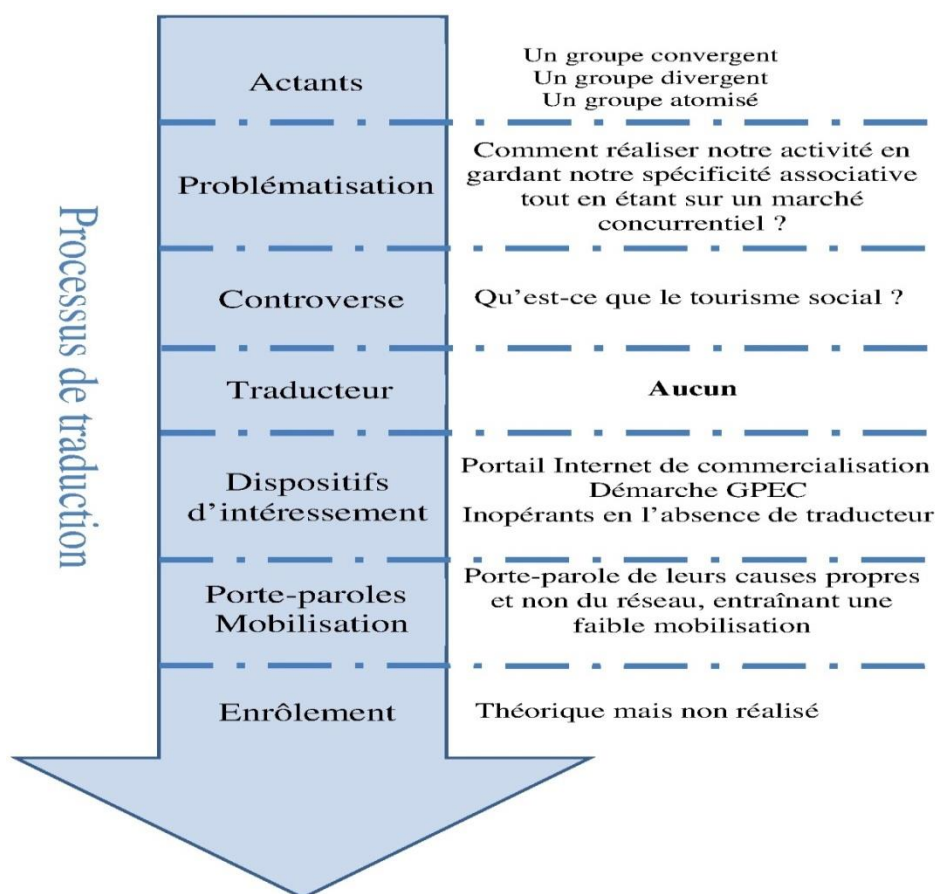 Processus de traduction
Actants
Un groupe convergent
Un groupe divergent
Un groupe atomisé
Problématisation
Comment réaliser notre activité en
gardant notre spécificité associative
tout en étant sur un marché
concurrentiel ?
Controverse
Qu’est-ce que le tourisme social ?
Traducteur
Aucun
Dispositifs
d’intéressement
Portail Internet de commercialisation
Démarche GPEC
Inopérants en l’absence de traducteur
Porte-paroles
Mobilisation
Porte-parole de leurs causes propres
et non du réseau, entraînant une
faible mobilisation
Enrôlement
Théorique mais non réalisé